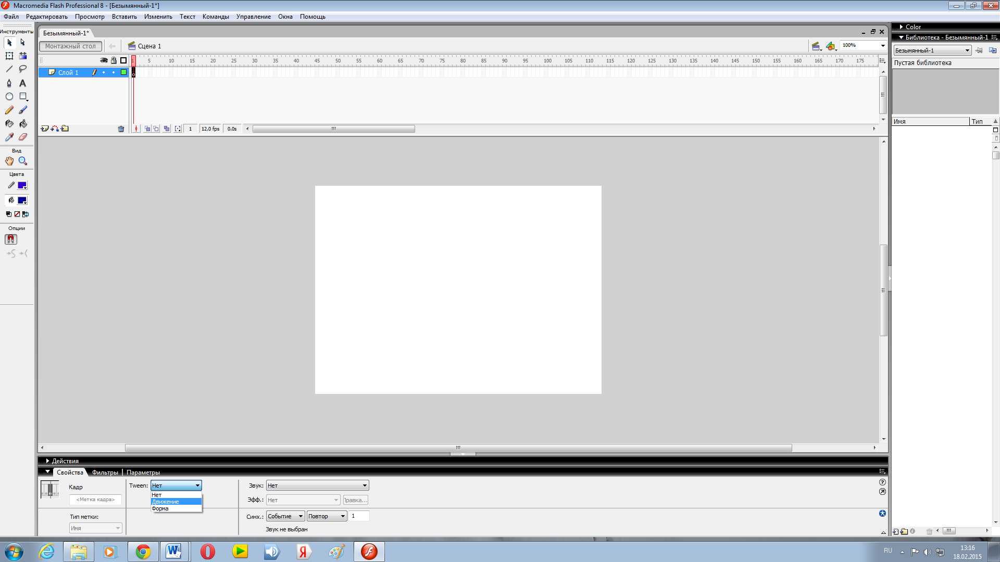 Macromedia Flash Professional 8 - [Безымянный-1*]
Файл Редактировать Просмотр Вставить Изменить Текст Команды Управление Окна Помощь
Инструменты
Безымянный-1*
Color
Библиотека - Безымянный-1
Монтажный стол
Сцена 1
100%
Безымянный-1
1 5 10 15 20 25 30 35 40 45 50 55 60 65 70 75 80 85 90 95 100 105 110 115 120 125 130 135 140 145 150 155 160 165 170 175
Пустая библиотека
Слой 1
Имя Тип
1 12.0 fps 0.0s
Вид
Цвета
Опции
Действия
Свойства Фильтры Параметры
Кадр
<Метка кадра>
Тип метки:
Имя
Tween: Нет
Нет
Движение
Форма
Звук: Нет
Эфф.: Нет Правка...
Синх.: Событие Повтор 1
Звук не выбран
RU
13:16
18.02.2015